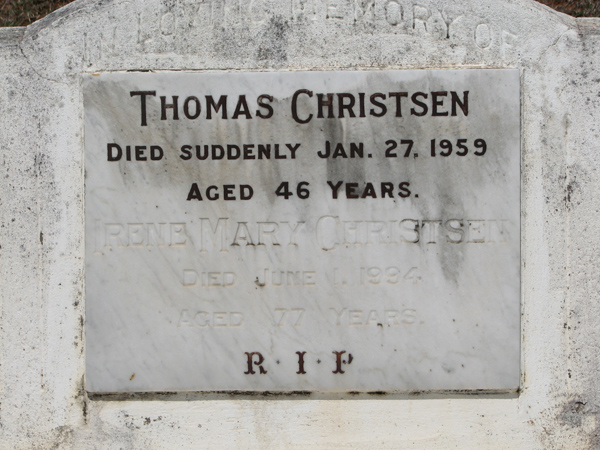 IN LOVING MEMORY OF
THOMAS CHRISTSEN
DIED SUDDENLY JAN. 27, 1959
AGED 46 YEARS.
IRENE MARY CHRISTSEN
DIED JUNE 1, 1994
AGED 77 YEARS.
R·I·P